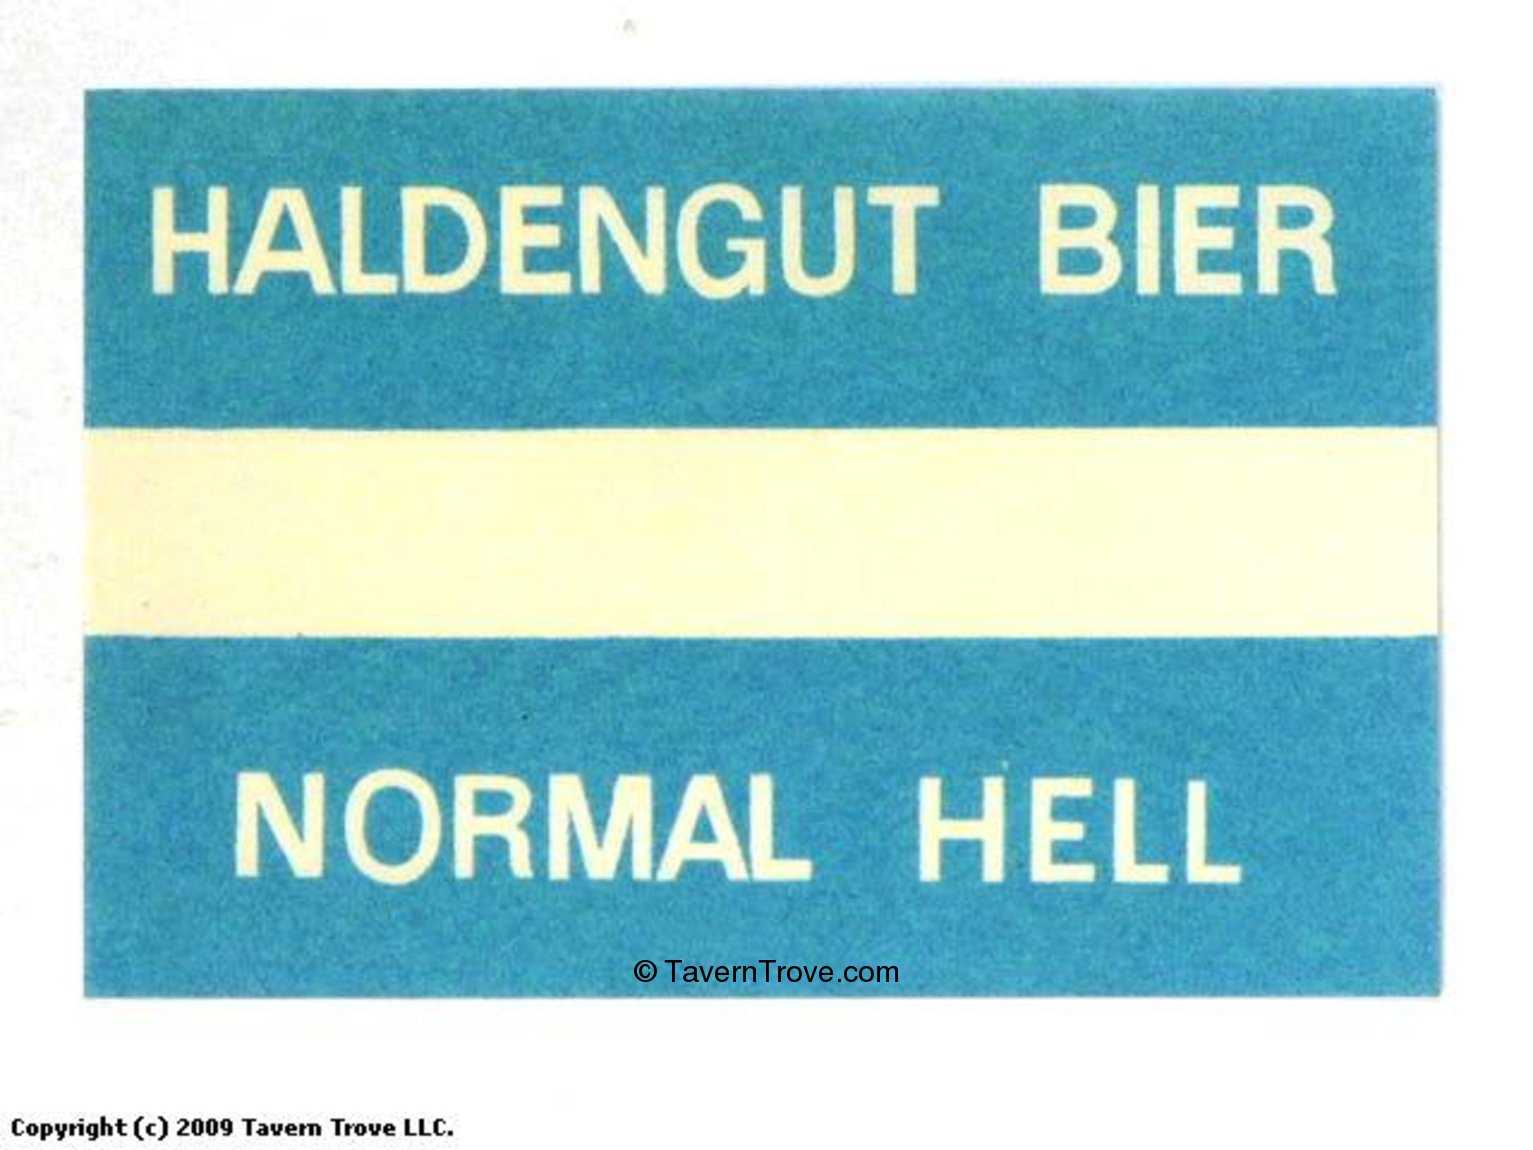 HALDENGUT BIER
NORMAL HELL
© TavernTrove.com
Copyright (c) 2009 Tavern Trove LLC.